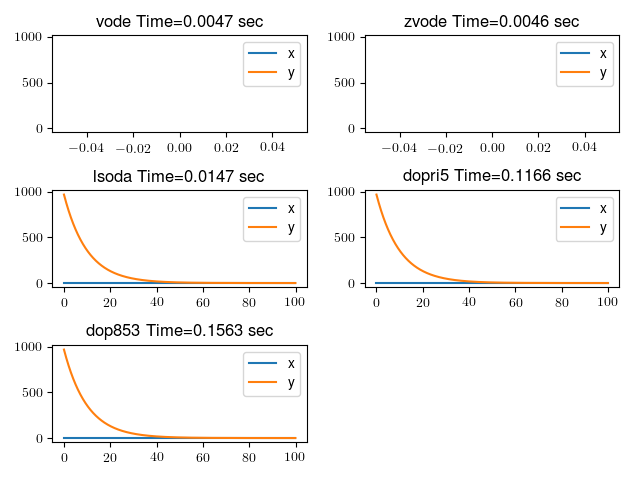 vode Time=0.0047 sec
1000
500
0
x
y
−0.04 −0.02 0.00 0.02 0.04
zvode Time=0.0046 sec
1000
500
0
x
y
−0.04 −0.02 0.00 0.02 0.04
lsoda Time=0.0147 sec
1000
500
0
x
y
0 20 40 60 80 100
dopri5 Time=0.1166 sec
1000
500
0
x
y
0 20 40 60 80 100
dop853 Time=0.1563 sec
1000
500
0
x
y
0 20 40 60 80 100